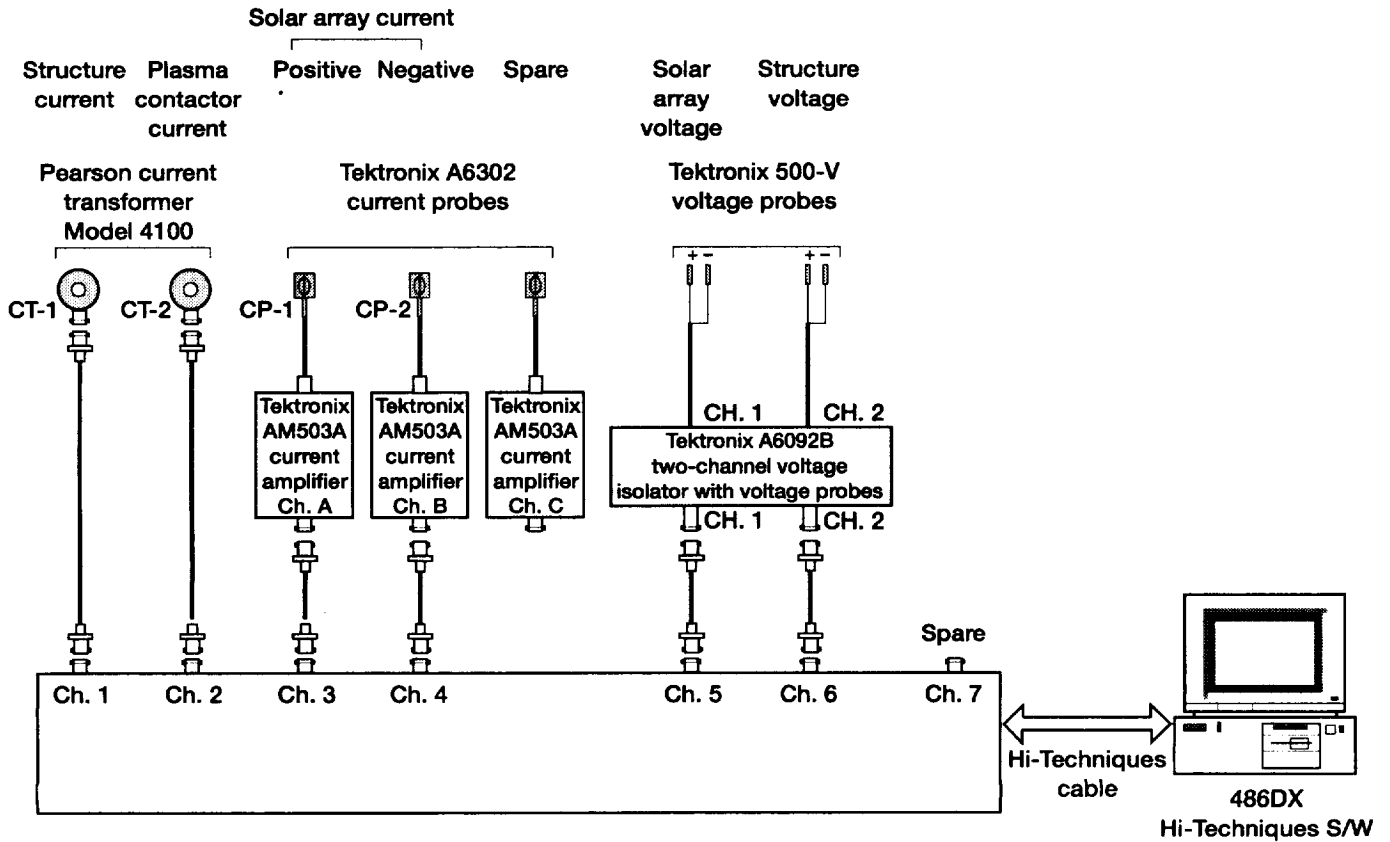 Solar array current
Structure current
Plasma contactor current
Positive
Negative
Spare
Solar array voltage
Structure voltage
Pearson current
transformer
Model 4100
Tektronix A6302
current probes
Tektronix 500-V
voltage probes
+ –
+ –
CT-1
CT-2
CP-1
CP-2
Tektronix
AM503A
current
amplifier
Ch. A
Tektronix
AM503A
current
amplifier
Ch. B
Tektronix
AM503A
current
amplifier
Ch. C
CH. 1
CH. 2
Tektronix A6092B
two-channel voltage
isolator with voltage probes
CH. 1
CH. 2
Spare
Ch. 1
Ch. 2
Ch. 3
Ch. 4
Ch. 5
Ch. 6
Ch. 7
Hi-Techniques
cable
486DX
Hi-Techniques S/W